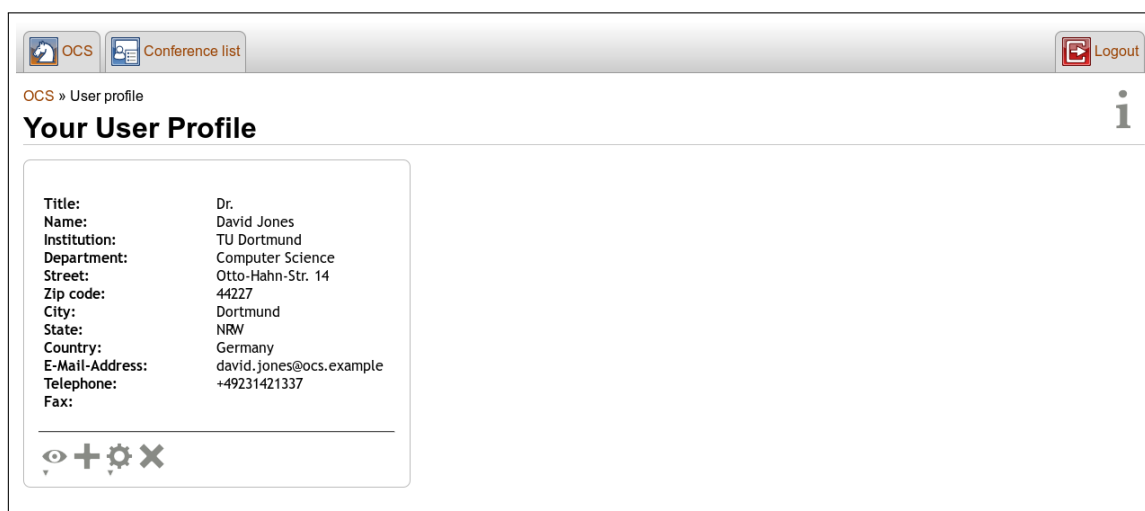 OCS Conference list Logout
OCS » User profile
Your User Profile
Title: Dr.
Name: David Jones
Institution: TU Dortmund
Department: Computer Science
Street: Otto-Hahn-Str. 14
Zip code: 44227
City: Dortmund
State: NRW
Country: Germany
E-Mail-Address: david.jones@ocs.example
Telephone: +49231421337
Fax: